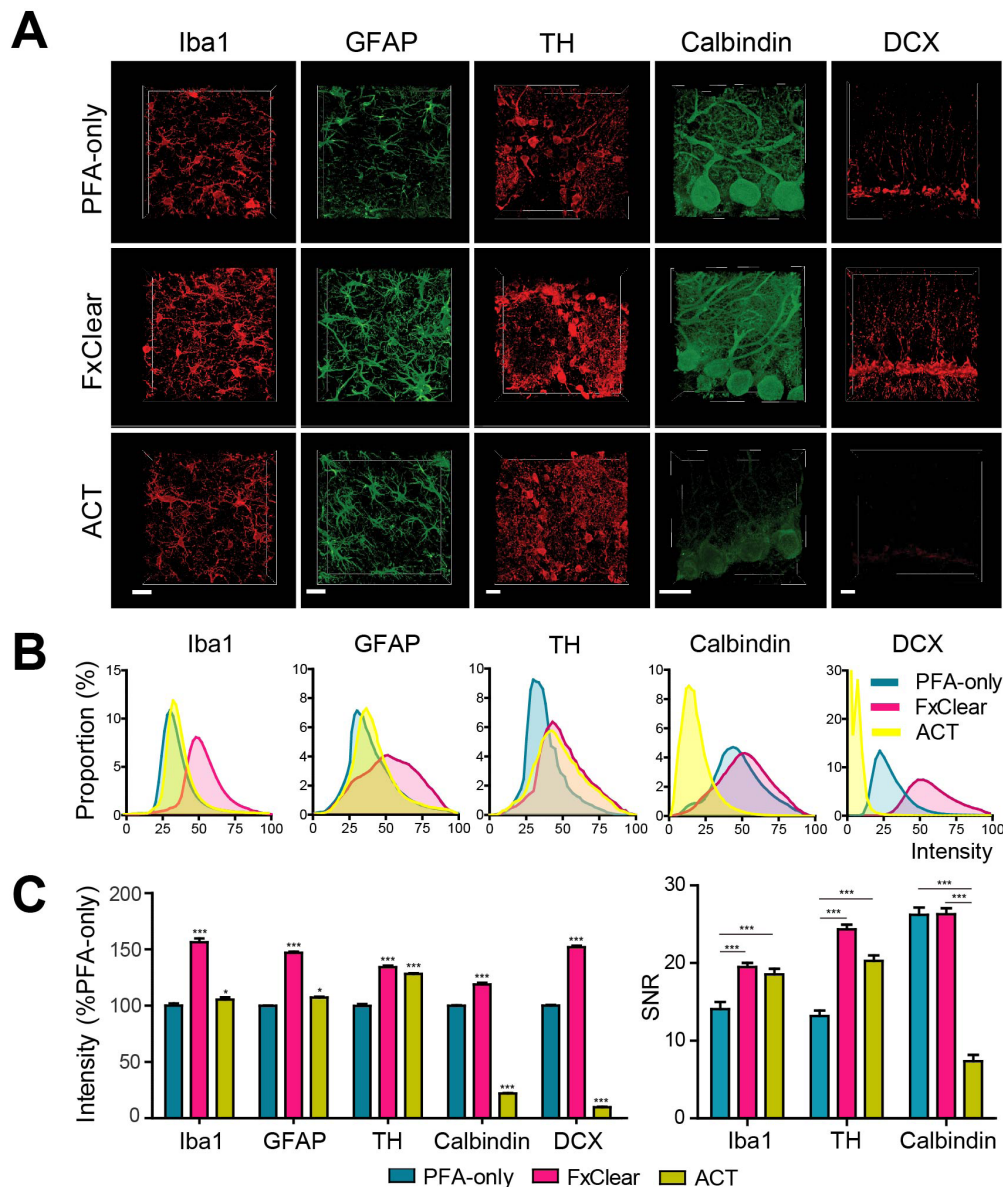 A
Iba1 GFAP TH Calbindin DCX
PFA-only
FxClear
ACT
B
Iba1 GFAP TH Calbindin DCX
Proportion (%)
15 8 10 10 30
10 6 8 8 20
5 4 6 6 10
0 2 4 4 0
0 2 2
0 0
PFA-only
FxClear
ACT
0 25 50 75 100 0 25 50 75 100 0 25 50 75 100 0 25 50 75 100 0 25 50 75 100
Intensity
C
Intensity (%PFA-only)
200
150
100
50
0
*** * *** * *** *** *** *** *** ***
Iba1 GFAP TH Calbindin DCX
SNR
30
20
10
0
*** *** *** *** *** ***
Iba1 TH Calbindin
PFA-only FxClear ACT